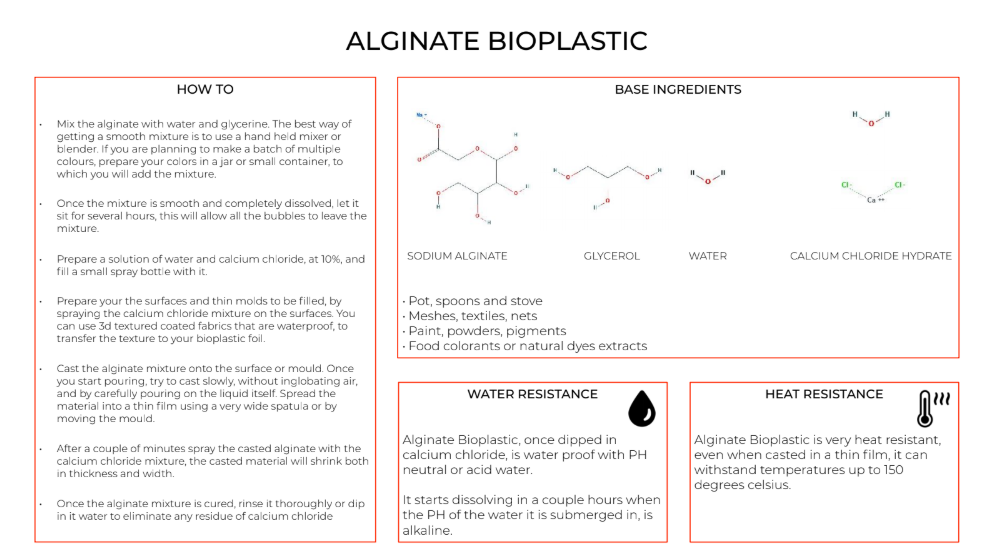 ALGINATE BIOPLASTIC
HOW TO
• Mix the alginate with water and glycerine. The best way of
getting a smooth mixture is to use a hand held mixer or
blender. If you are planning to make a batch of multiple
colours, prepare your colors in a jar or small container, to
which you will add the mixture.
• Once the mixture is smooth and completely dissolved, let it
sit for several hours, this will allow all the bubbles to leave the
mixture.
• Prepare a solution of water and calcium chloride, at 10%, and
fill a small spray bottle with it.
• Prepare your the surfaces and thin molds to be filled, by
spraying the calcium chloride mixture on the surfaces. You
can use 3d textured coated fabrics that are waterproof, to
transfer the texture to your bioplastic foil.
• Cast the alginate mixture onto the surface or mould. Once
you start pouring, try to cast slowly, without inglobating air,
and by carefully pouring on the liquid itself. Spread the
material into a thin film using a very wide spatula or by
moving the mould.
• After a couple of minutes spray the casted alginate with the
calcium chloride mixture, the casted material will shrink both
in thickness and width.
• Once the alginate mixture is cured, rinse it thoroughly or dip
in it water to eliminate any residue of calcium chloride
BASE INGREDIENTS
Na+
O
H
O
O
O
O
H
O
H
O
H
H
O
O
H
H
O
H
O
H
H
O
H
Cl-
Cl-
Ca ++
SODIUM ALGINATE
GLYCEROL
WATER
CALCIUM CHLORIDE HYDRATE
• Pot, spoons and stove
• Meshes, textiles, nets
• Paint, powders, pigments
• Food colorants or natural dyes extracts
WATER RESISTANCE
Alginate Bioplastic, once dipped in
calcium chloride, is water proof with PH
neutral or acid water.
It starts dissolving in a couple hours when
the PH of the water it is submerged in, is
alkaline.
HEAT RESISTANCE
Alginate Bioplastic is very heat resistant,
even when casted in a thin film, it can
withstand temperatures up to 150
degrees celsius.